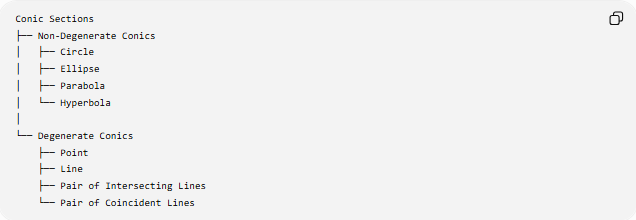 Conic Sections
├── Non-Degenerate Conics
│   ├── Circle
│   ├── Ellipse
│   ├── Parabola
│   └── Hyperbola
│
└── Degenerate Conics
    ├── Point
    ├── Line
    ├── Pair of Intersecting Lines
    └── Pair of Coincident Lines